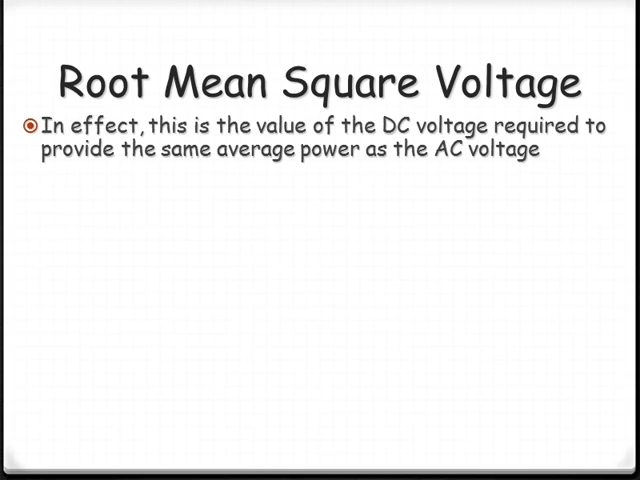 Root Mean Square Voltage
In effect, this is the value of the DC voltage required to
provide the same average power as the AC voltage